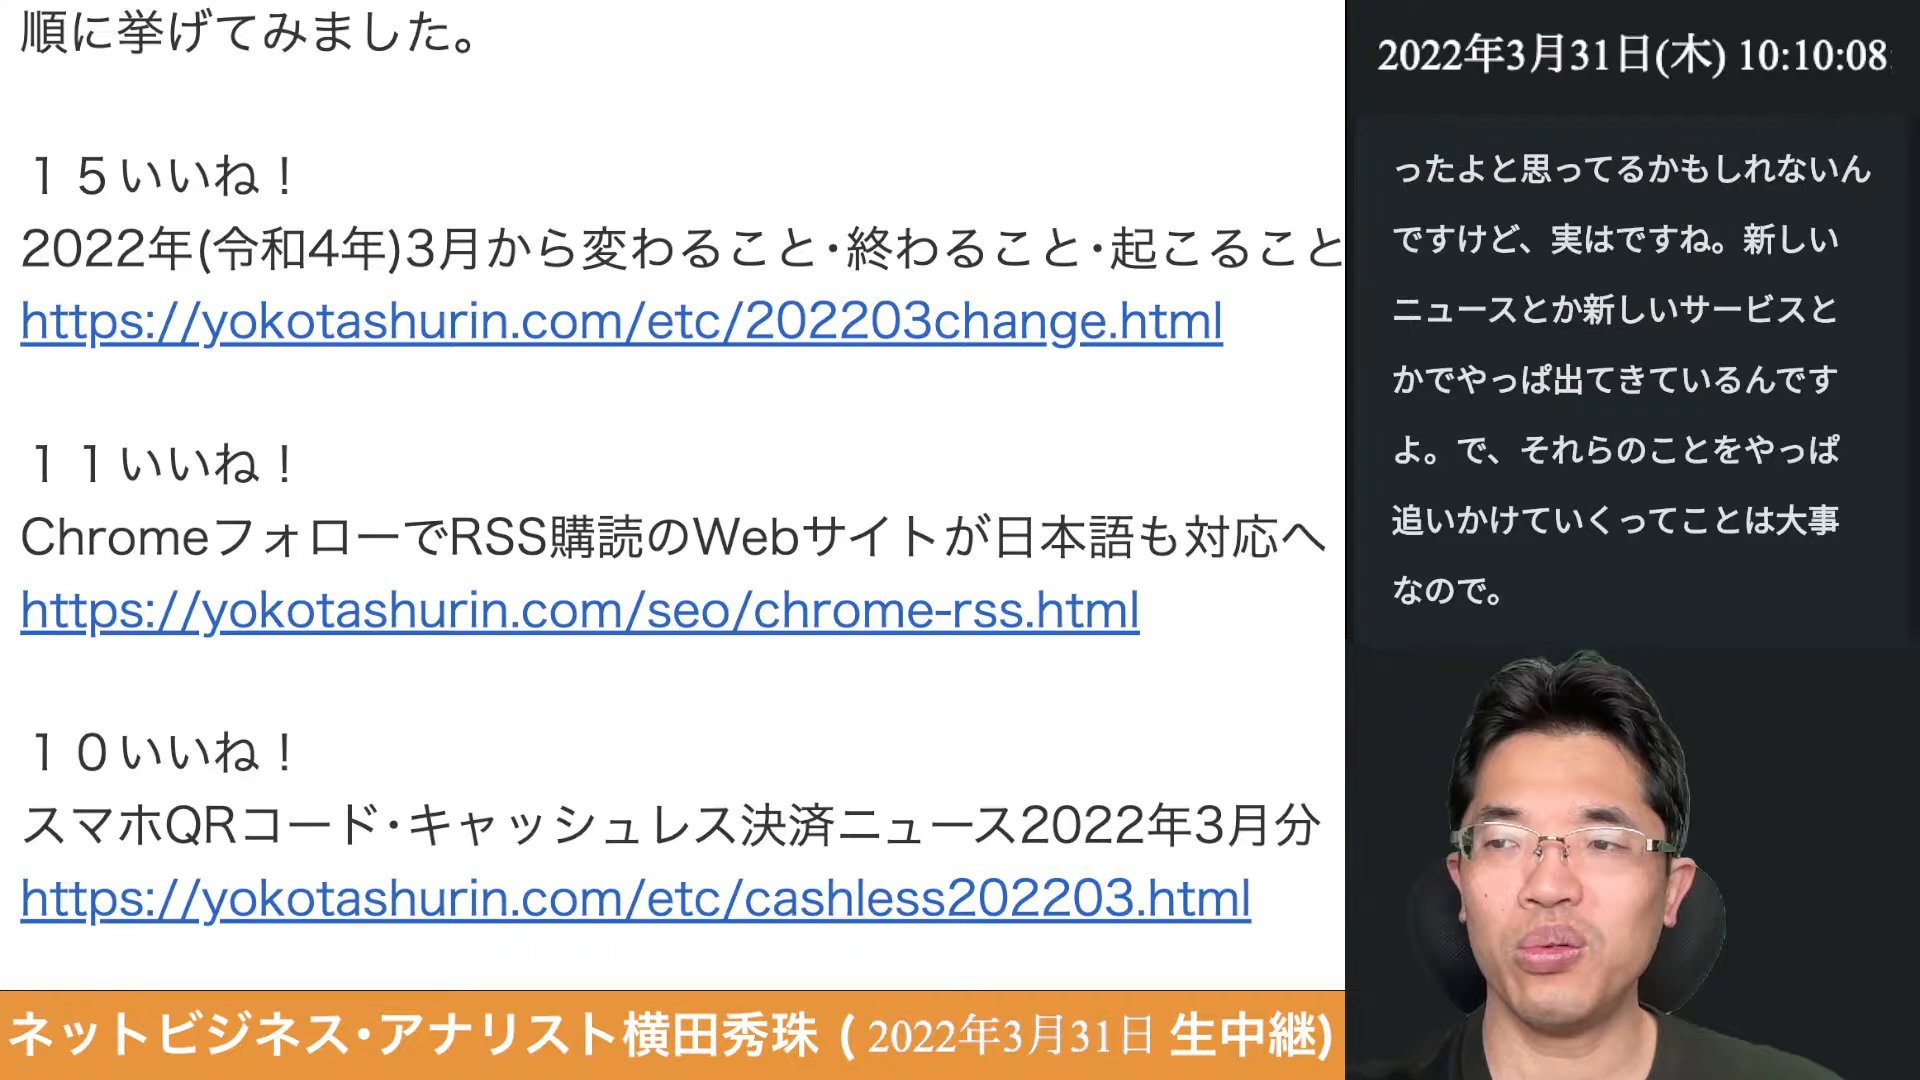 順に挙げてみました。
１５いいね！
2022年(令和4年)3月から変わること･終わること･起こること
https://yokotashurin.com/etc/202203change.html
１１いいね！
ChromeフォローでRSS購読のWebサイトが日本語も対応へ
https://yokotashurin.com/seo/chrome-rss.html
１０いいね！
スマホQRコード･キャッシュレス決済ニュース2022年3月分
https://yokotashurin.com/etc/cashless202203.html
ネットビジネス･アナリスト横田秀珠 ( 2022年3月31日 生中継)
2022年3月31日(木) 10:10:08
ったよと思ってるかもしれないん
ですけど、実はですね。新しい
ニュースとか新しいサービスと
かでやっぱ出てきているんです
よ。で、それらのことをやっぱ
追いかけていくってことは大事
なので。